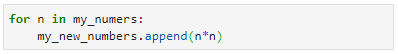 for n in my_numers:
    my_new_numbers.append(n*n)